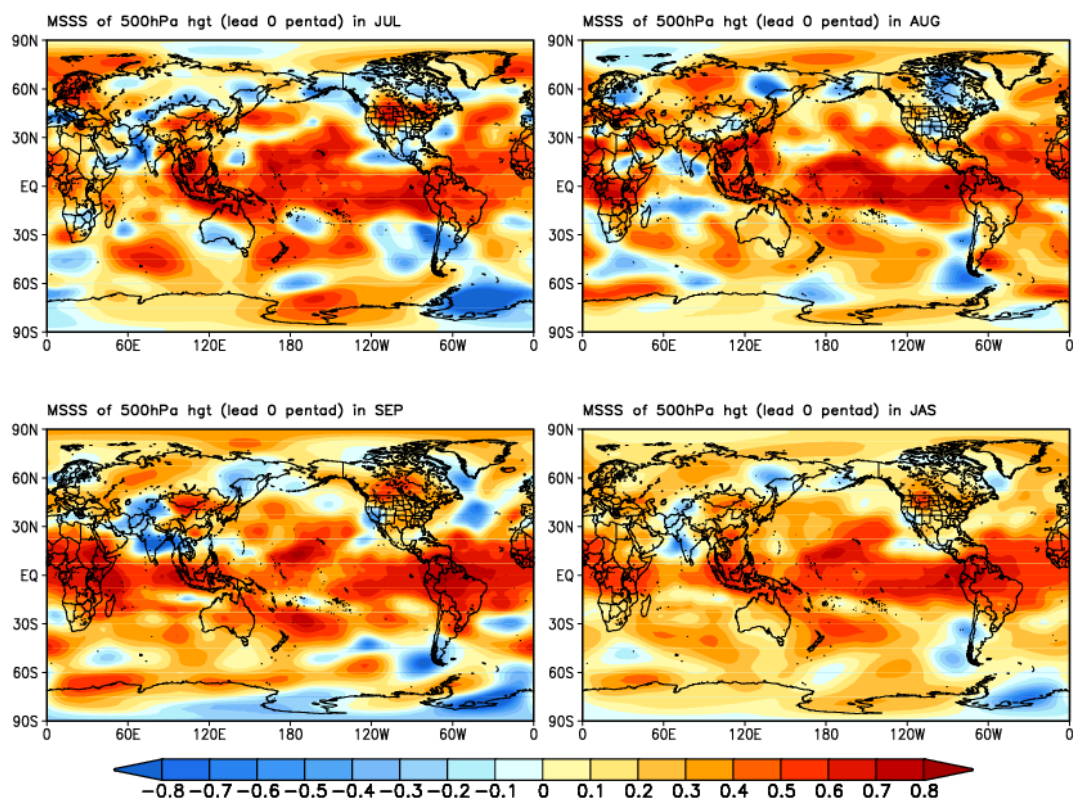 MSSS of 500hPa hgt (lead 0 pentad) in JUL
90N
60N
30N
EQ
30S
60S
90S
0 60E 120E 180 120W 60W 0
MSSS of 500hPa hgt (lead 0 pentad) in AUG
90N
60N
30N
EQ
30S
60S
90S
0 60E 120E 180 120W 60W 0
MSSS of 500hPa hgt (lead 0 pentad) in SEP
90N
60N
30N
EQ
30S
60S
90S
0 60E 120E 180 120W 60W 0
MSSS of 500hPa hgt (lead 0 pentad) in JAS
90N
60N
30N
EQ
30S
60S
90S
0 60E 120E 180 120W 60W 0
-0.8 -0.7 -0.6 -0.5 -0.4 -0.3 -0.2 -0.1 0 0.1 0.2 0.3 0.4 0.5 0.6 0.7 0.8